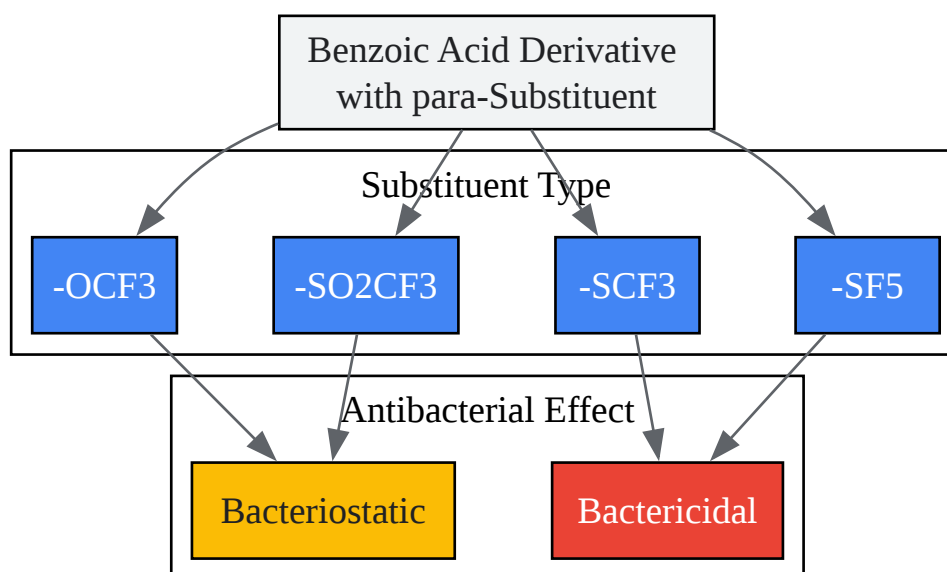 Benzoic Acid Derivative
with para-Substituent
Substituent Type
-OCF3
-SO2CF3
-SCF3
-SF5
Antibacterial Effect
Bacteriostatic
Bactericidal